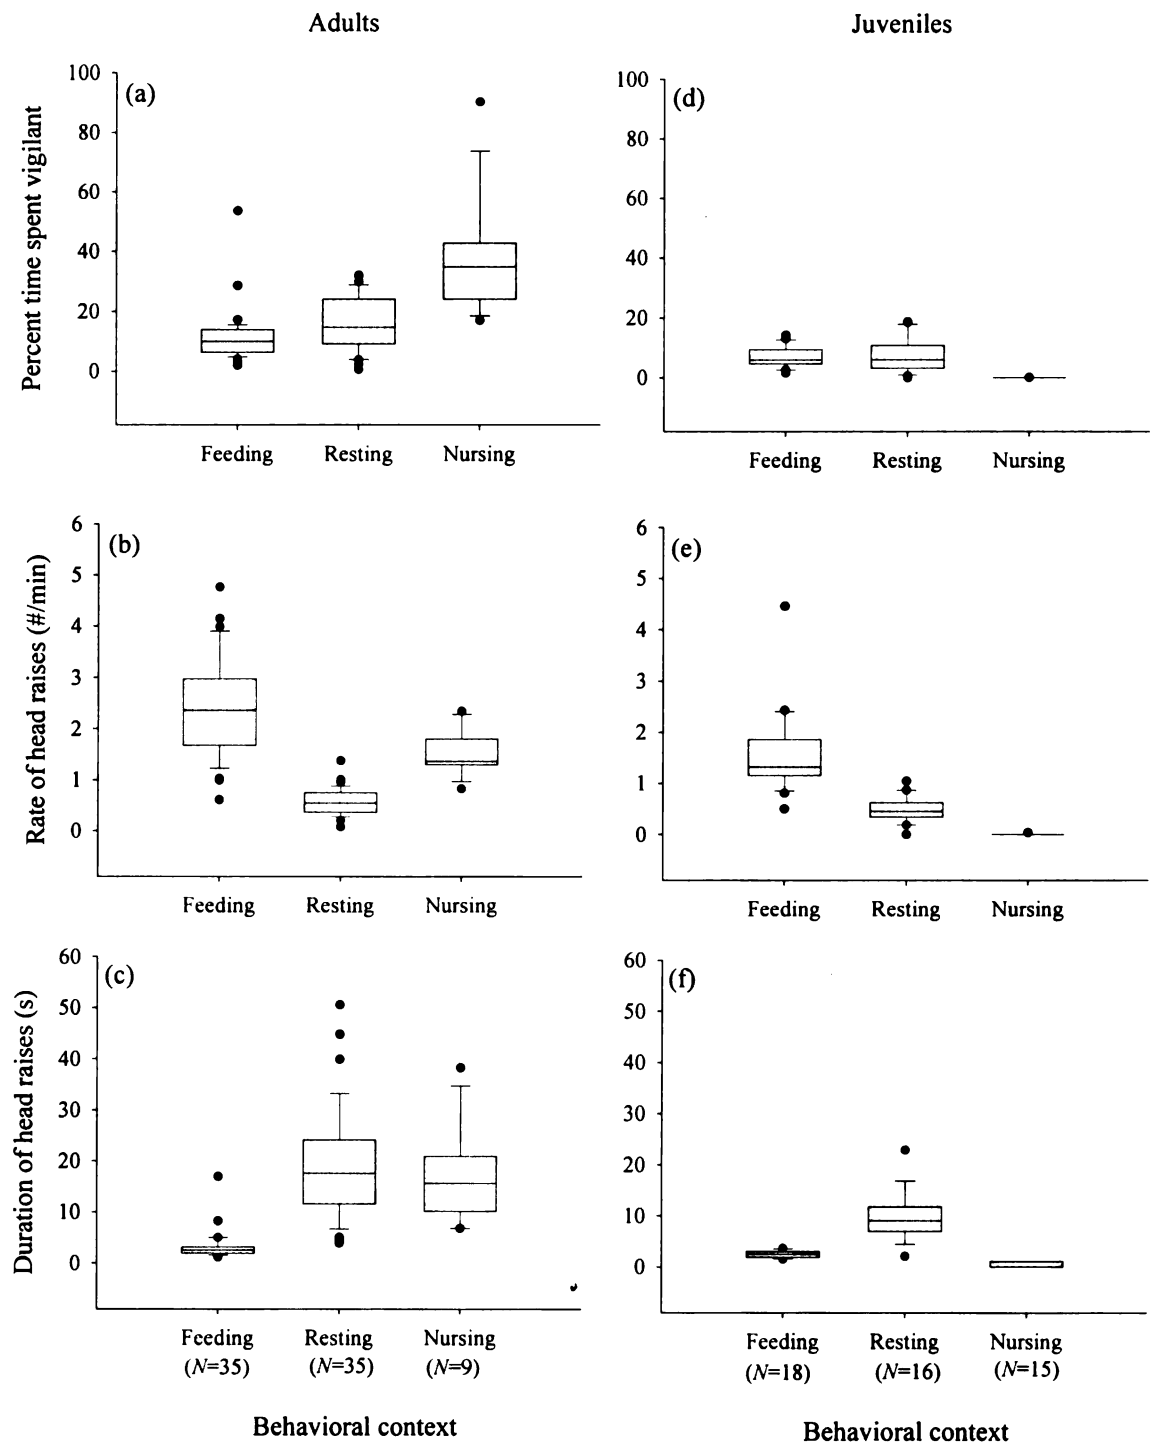 Adults
Juveniles
Percent time spent vigilant
(a)
100
80
60
40
20
0
Feeding Resting Nursing
(d)
100
80
60
40
20
0
Feeding Resting Nursing
Rate of head raises (#/min)
(b)
6
5
4
3
2
1
0
Feeding Resting Nursing
(e)
6
5
4
3
2
1
0
Feeding Resting Nursing
Duration of head raises (s)
(c)
60
50
40
30
20
10
0
Feeding Resting Nursing
(N=35) (N=35) (N=9)
Behavioral context
(f)
60
50
40
30
20
10
0
Feeding Resting Nursing
(N=18) (N=16) (N=15)
Behavioral context